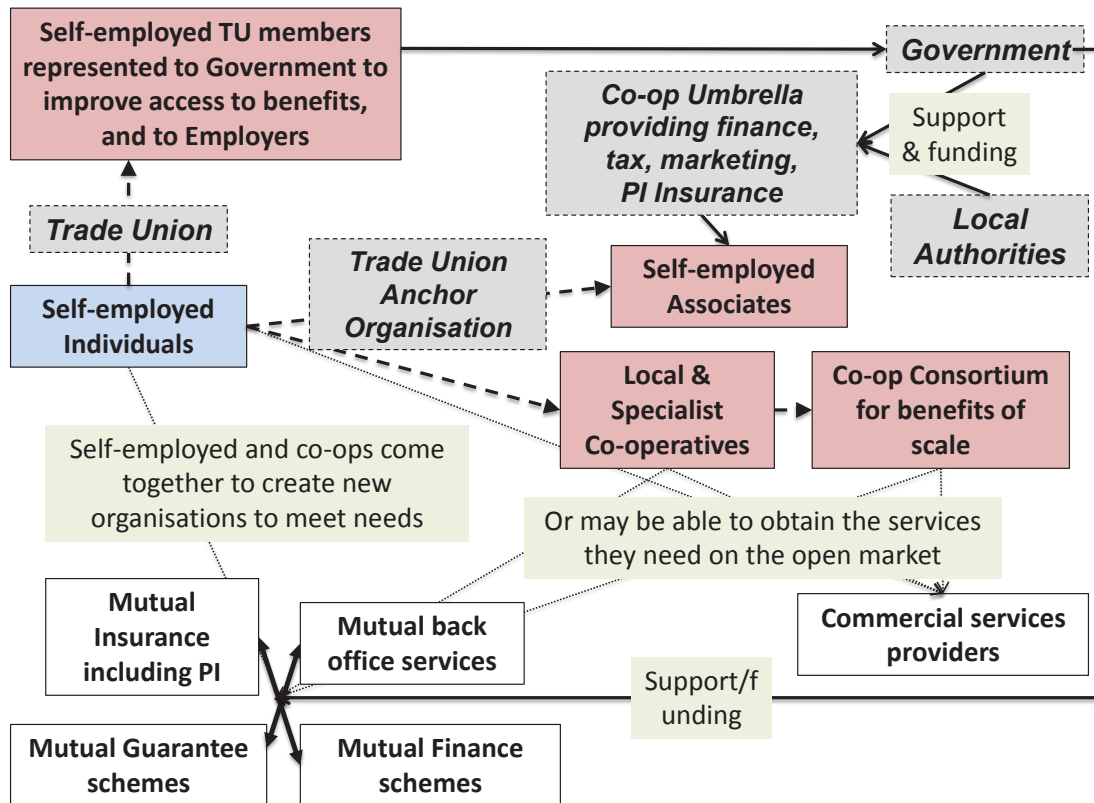 Self-employed TU members
represented to Government to
improve access to benefits,
and to Employers
Government
Co-op Umbrella
providing finance,
tax, marketing,
PI Insurance
Support
& funding
Trade Union
Local
Authorities
Trade Union
Anchor
Organisation
Self-employed
Associates
Self-employed
Individuals
Local &
Specialist
Co-operatives
Co-op Consortium
for benefits of
scale
Self-employed and co-ops come
together to create new
organisations to meet needs
Or may be able to obtain the services
they need on the open market
Mutual
Insurance
including PI
Mutual back
office services
Commercial services
providers
Support/f
unding
Mutual Guarantee
schemes
Mutual Finance
schemes